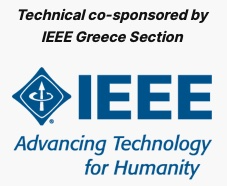 Technical co-sponsored by
IEEE Greece Section
IEEE
Advancing Technology
for Humanity